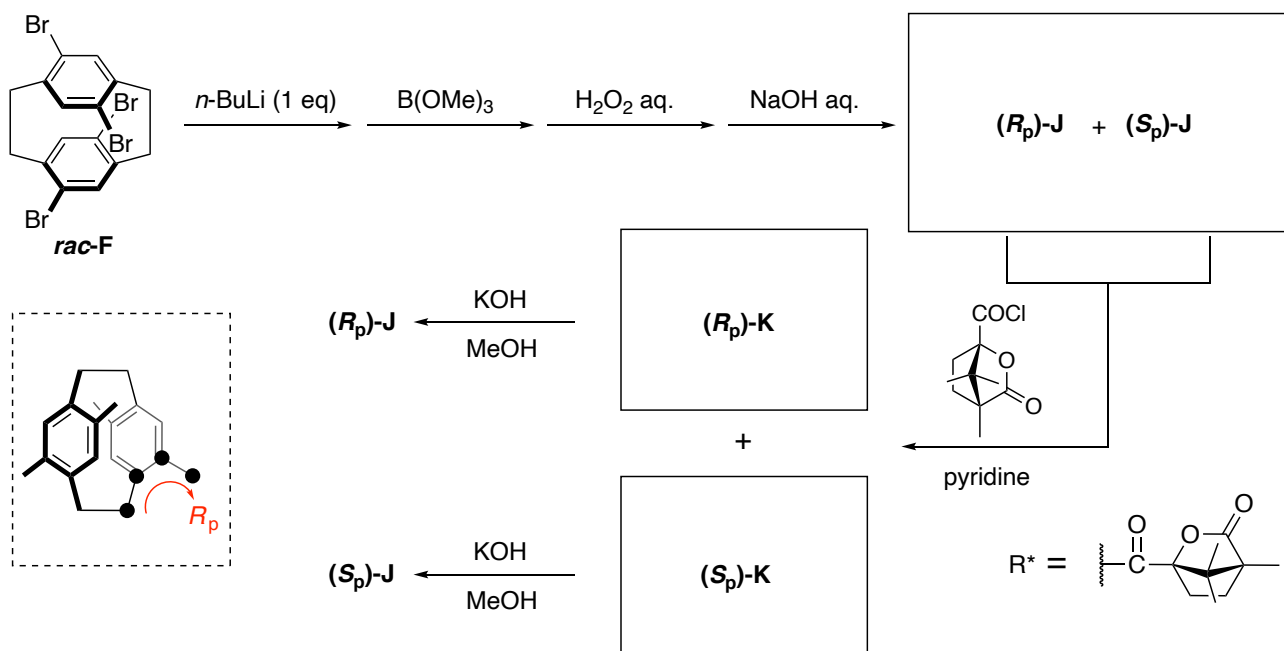 Br
Br
Br
Br
rac-F
n-BuLi (1 eq)
B(OMe)3
H2O2 aq.
NaOH aq.
(Rp)-J + (Sp)-J
COCl
O
O
pyridine
(Rp)-J
KOH
MeOH
(Rp)-K
+
(Sp)-J
KOH
MeOH
(Sp)-K
Rp
R* =
O
C
O
O